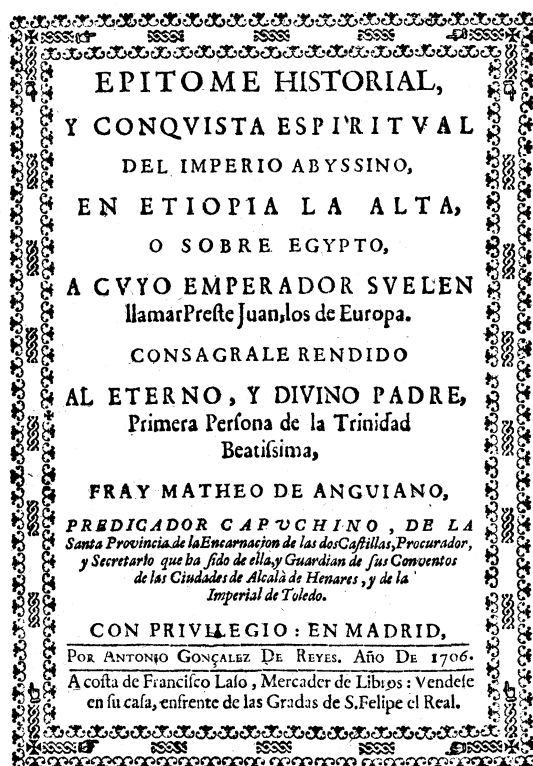 EPITOME HISTORIAL,
Y CONQVISTA ESPIRITVAL
DEL IMPERIO ABYSSINO,
EN ETIOPIA LA ALTA,
O SOBRE EGYPTO,
A CVYO EMPERADOR SVELEN
llamar Preſte Juan, los de Europa.
CONSAGRALE RENDIDO
AL ETERNO, Y DIVINO PADRE,
Primera Perſona de la Trinidad
Beatiſsima,
FRAY MATHEO DE ANGUIANO,
PREDICADOR CAPUCHINO, DE LA
Santa Provincia de la Encarnacion de las dos Caſtillas, Procurador,
y Secretario que ha ſido de ella, y Guardian de ſus Conventos
de las Ciudades de Alcalà de Henares, y de la
Imperial de Toledo.
CON PRIVILEGIO: EN MADRID,
POR ANTONIO GONÇALEZ DE REYES. Año DE 1706.
A coſta de Franciſco Laſo, Mercader de Libros: Vendeſe
en ſu caſa, enfrente de las Gradas de S. Felipe el Real.